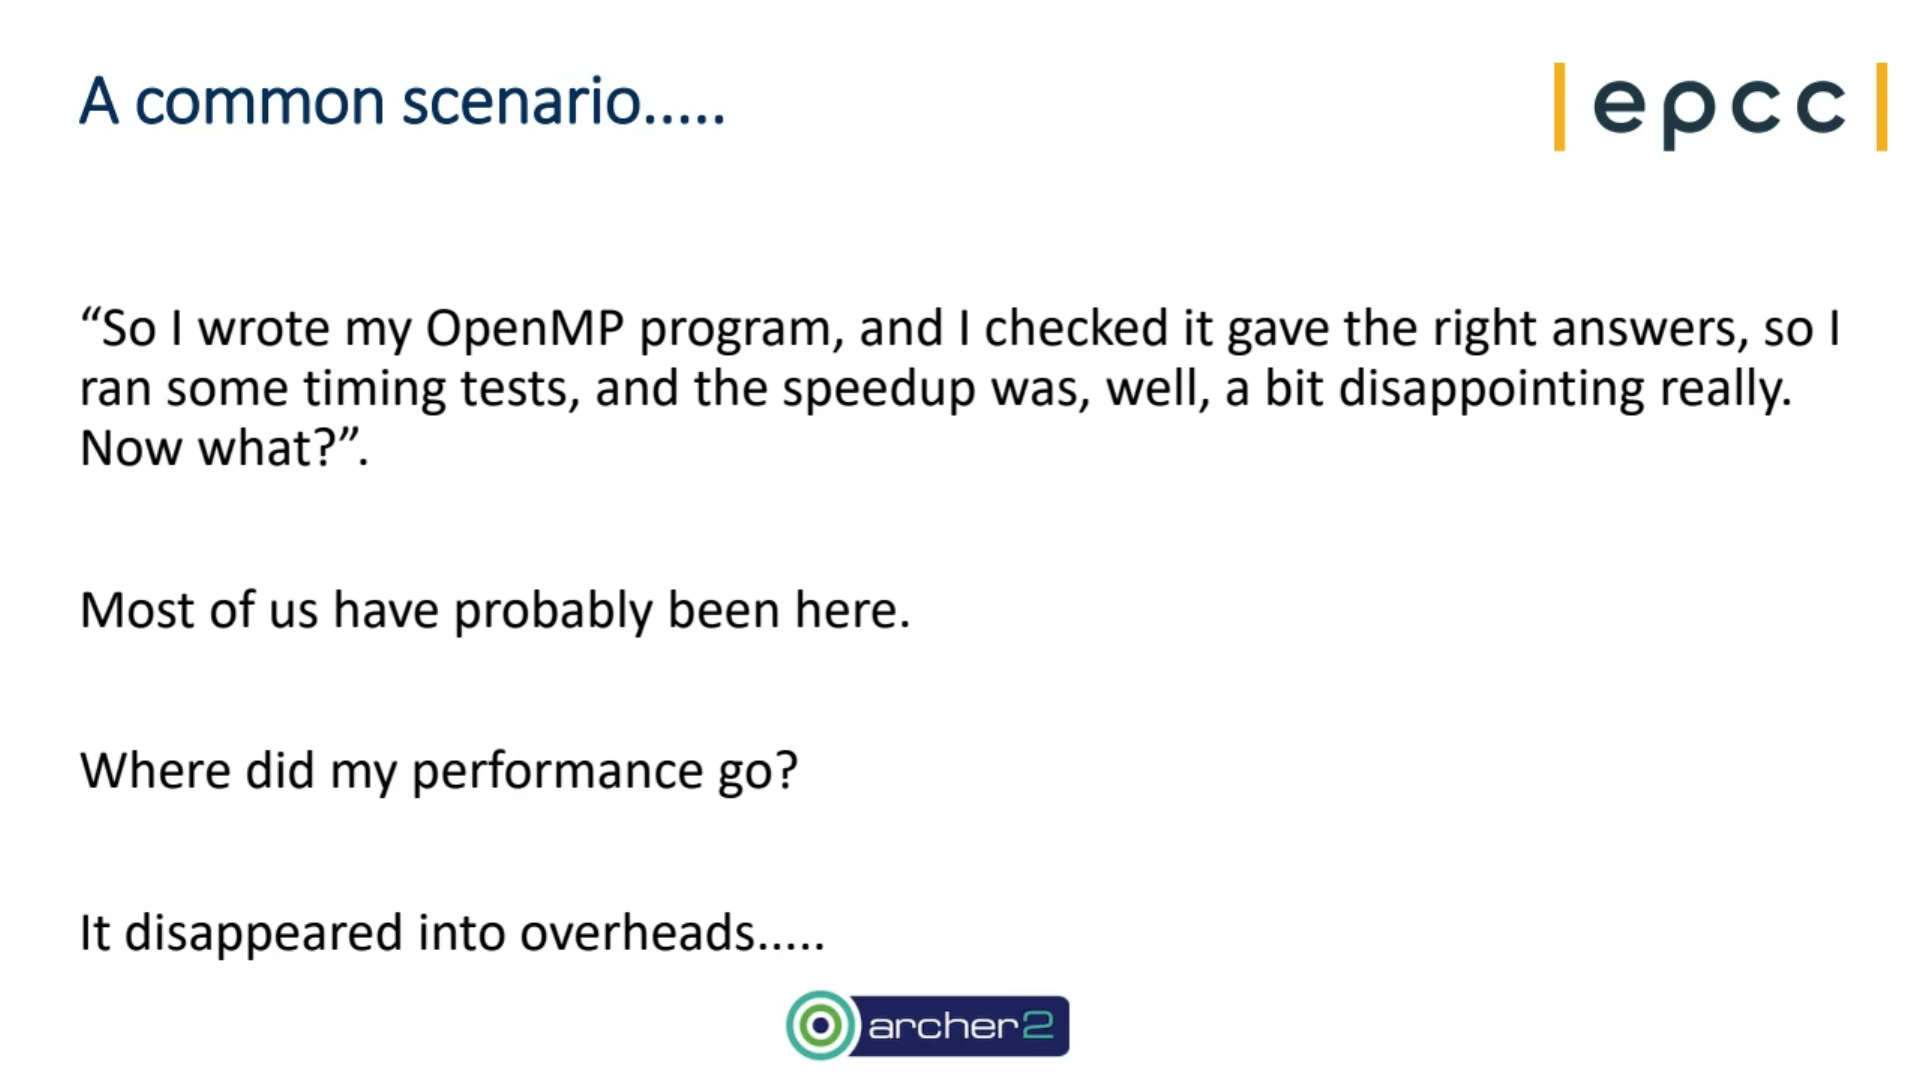 A common scenario.....
|epcc|
“So I wrote my OpenMP program, and I checked it gave the right answers, so I
ran some timing tests, and the speedup was, well, a bit disappointing really.
Now what?”.
Most of us have probably been here.
Where did my performance go?
It disappeared into overheads.....
archer2